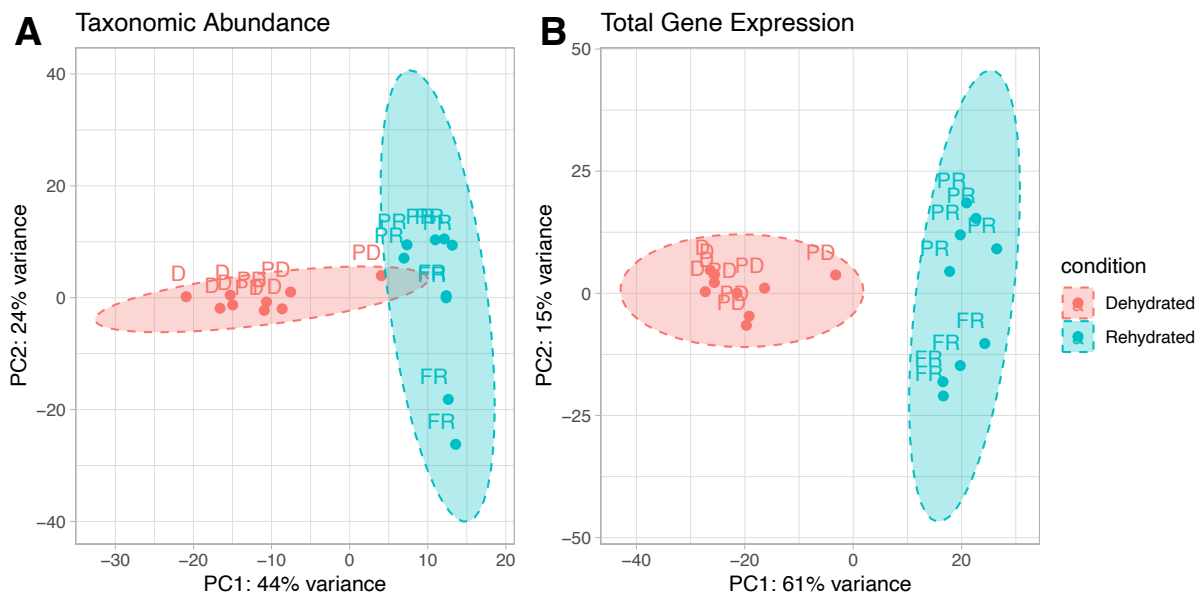 A Taxonomic Abundance
40
20
0
−20
−40
PC2: 24% variance
−30
−20
−10
0
10
20
PC1: 44% variance
D
D
D
D
PD
PD
PD
PD
PD
PR
PR
PR
PR
PR
FR
FR
FR
FR
B Total Gene Expression
50
25
0
−25
−50
PC2: 15% variance
−40
−20
0
20
PC1: 61% variance
D
D
D
D
PD
PD
PD
PD
PD
PR
PR
PR
PR
PR
FR
FR
FR
FR
condition
Dehydrated
Rehydrated